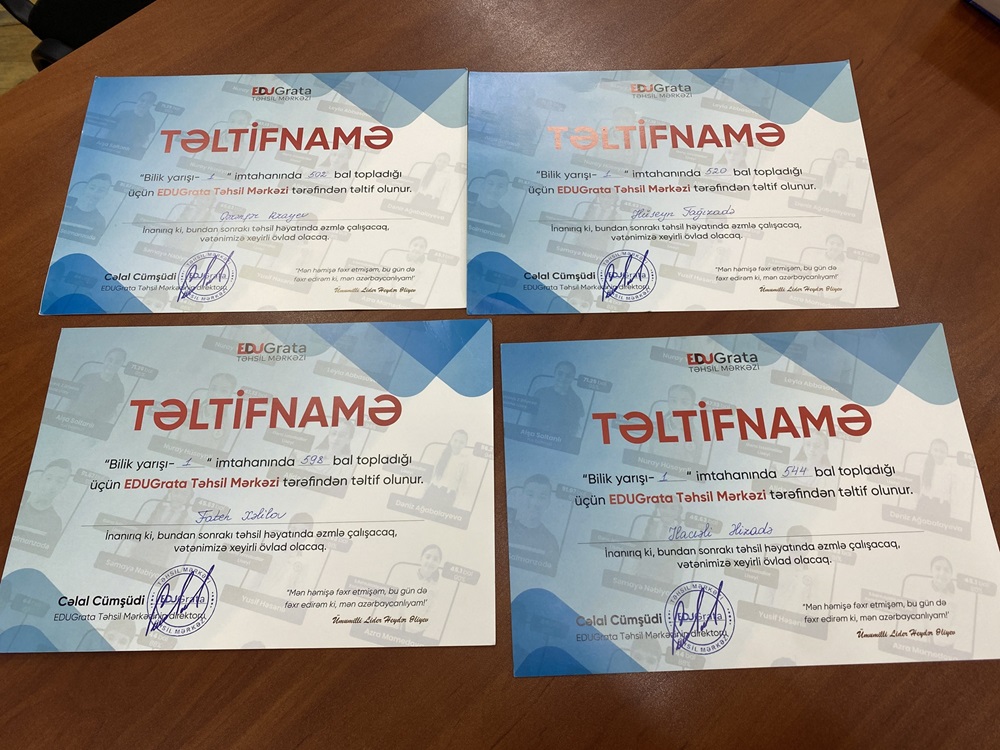 EDUGrata
TƏHSİL MƏRKƏZİ
TƏLTİFNAMƏ
"Bilik yarışı- 1 " imtahanında 502 bal topladığı
üçün EDUGrata Təhsil Mərkəzi tərəfindən təltif olunur.
İnanırıq ki, bundan sonrakı təhsil həyatında əzmlə çalışacaq,
vətənimizə xeyirli övlad olacaq.
Cəlal Cümşüdi
EDUGrata Təhsil Mərkəzinin direktoru
"Mən həmişə fəxr etmişəm, bu gün də
fəxr edirəm ki, mən azərbaycanlıyam!"
Ümummilli Lider Heydər Əliyev
EDUGrata
TƏHSİL MƏRKƏZİ
TƏLTİFNAMƏ
"Bilik yarışı- 1 " imtahanında 520 bal topladığı
üçün EDUGrata Təhsil Mərkəzi tərəfindən təltif olunur.
Hüseyn Tağızadə
İnanırıq ki, bundan sonrakı təhsil həyatında əzmlə çalışacaq,
vətənimizə xeyirli övlad olacaq.
Cəlal Cümşüdi
EDUGrata Təhsil Mərkəzinin direktoru
"Mən həmişə fəxr etmişəm, bu gün də
fəxr edirəm ki, mən azərbaycanlıyam!"
Ümummilli Lider Heydər Əliyev
EDUGrata
TƏHSİL MƏRKƏZİ
TƏLTİFNAMƏ
"Bilik yarışı- 1 " imtahanında 598 bal topladığı
üçün EDUGrata Təhsil Mərkəzi tərəfindən təltif olunur.
Fateh Xəlilov
İnanırıq ki, bundan sonrakı təhsil həyatında əzmlə çalışacaq,
vətənimizə xeyirli övlad olacaq.
Cəlal Cümşüdi
EDUGrata Təhsil Mərkəzinin direktoru
"Mən həmişə fəxr etmişəm, bu gün də
fəxr edirəm ki, mən azərbaycanlıyam!"
Ümummilli Lider Heydər Əliyev
EDUGrata
TƏHSİL MƏRKƏZİ
TƏLTİFNAMƏ
"Bilik yarışı- 1 " imtahanında 544 bal topladığı
üçün EDUGrata Təhsil Mərkəzi tərəfindən təltif olunur.
Hacıəli Əlizadə
İnanırıq ki, bundan sonrakı təhsil həyatında əzmlə çalışacaq,
vətənimizə xeyirli övlad olacaq.
Cəlal Cümşüdi
EDUGrata Təhsil Mərkəzinin direktoru
"Mən həmişə fəxr etmişəm, bu gün də
fəxr edirəm ki, mən azərbaycanlıyam!"
Ümummilli Lider Heydər Əliyev